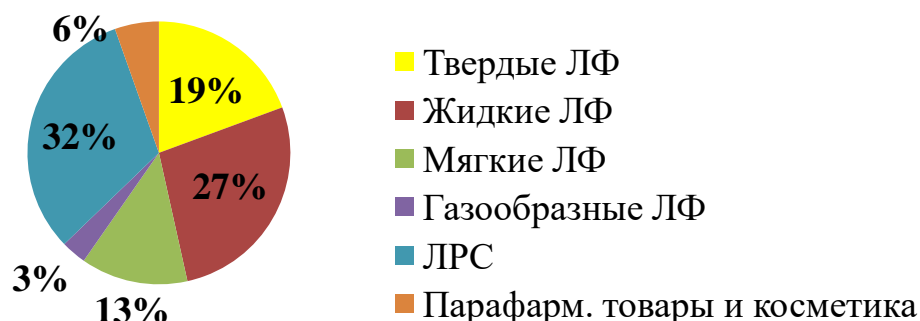 6%
19%
32%
27%
3%
13%
Твердые ЛФ
Жидкие ЛФ
Мягкие ЛФ
Газообразные ЛФ
ЛРС
Парафарм. товары и косметика